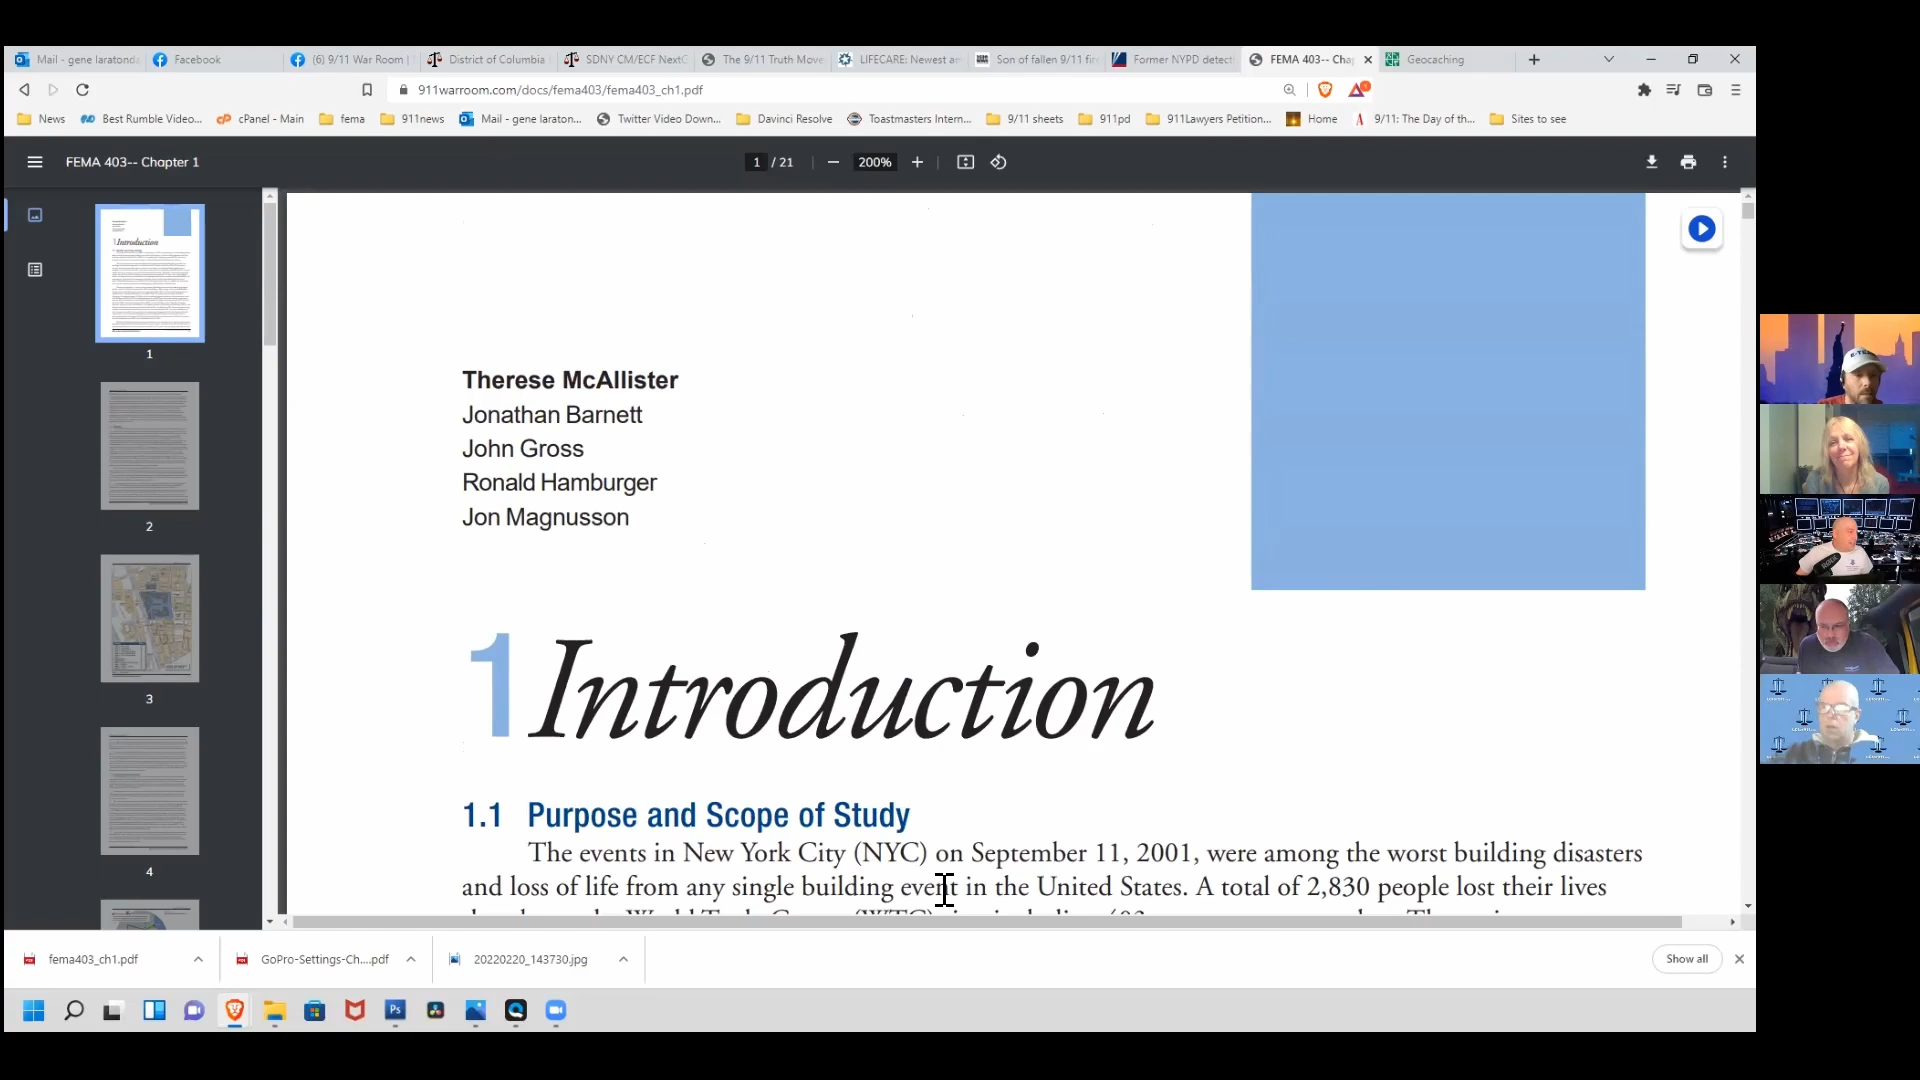 Mail - gene laratonda
Facebook
(6) 9/11 War Room |
District of Columbia
SDNY CM/ECF NextG
The 9/11 Truth Move
LIFECARE: Newest am
Son of fallen 9/11 fire
Former NYPD detecti
FEMA 403-- Chap
Geocaching
911warroom.com/docs/fema403/fema403_ch1.pdf
News
Best Rumble Video...
cPanel - Main
fema
911news
Mail - gene laraton...
Twitter Video Down...
Davinci Resolve
Toastmasters Intern...
9/11 sheets
911pd
911Lawyers Petition...
Home
9/11: The Day of th...
Sites to see
FEMA 403-- Chapter 1
1 / 21
200%
1
2
3
4
Therese McAllister
Jonathan Barnett
John Gross
Ronald Hamburger
Jon Magnusson
1 Introduction
1.1 Purpose and Scope of Study
The events in New York City (NYC) on September 11, 2001, were among the worst building disasters
and loss of life from any single building event in the United States. A total of 2,830 people lost their lives
fema403_ch1.pdf
GoPro-Settings-Ch....pdf
20220220_143730.jpg
Show all
Ps